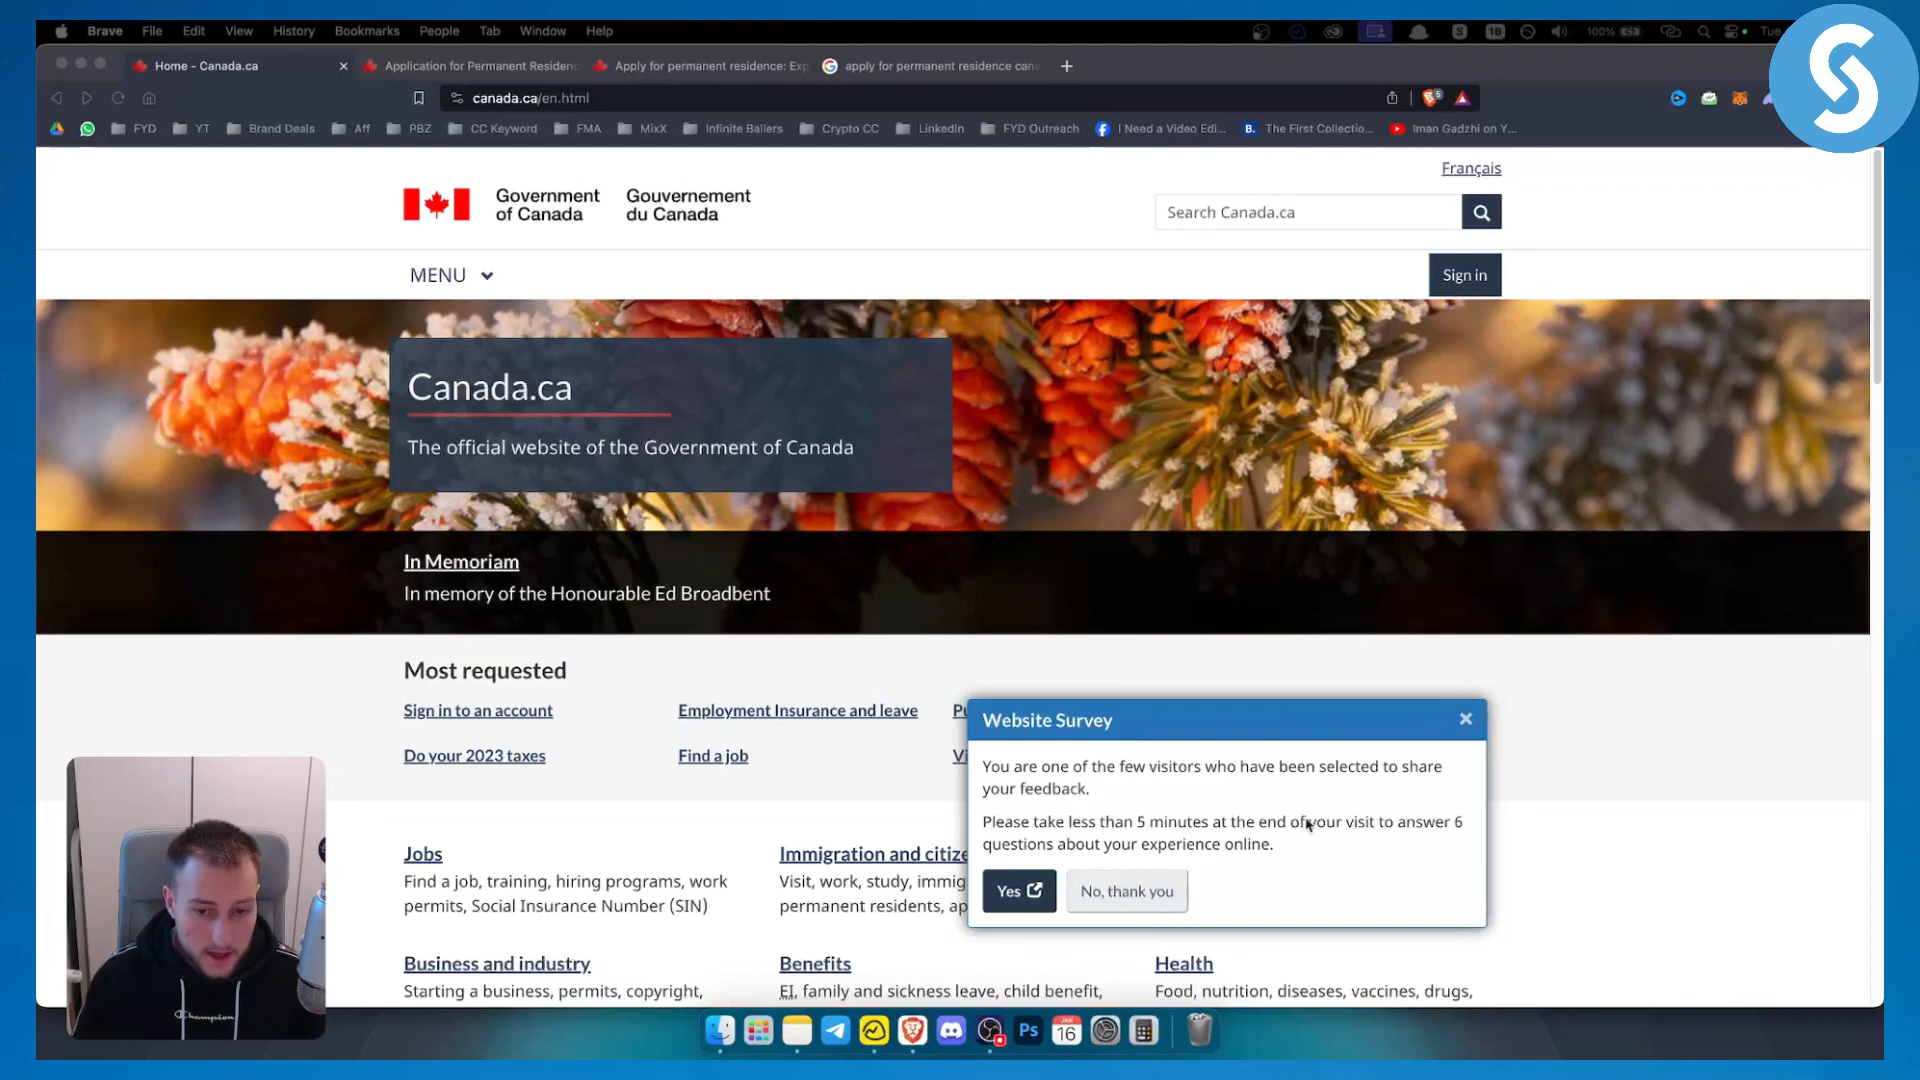 Brave File Edit View History Bookmarks People Tab Window Help 100% Tue
Home - Canada.ca Application for Permanent Residenc Apply for permanent residence: Exp apply for permanent residence cana
canada.ca/en.html 5
FYD YT Brand Deals Aff PBZ CC Keyword FMA MixX Infinite Ballers Crypto CC LinkedIn FYD Outreach I Need a Video Edi... B. The First Collectio... Iman Gadzhi on Y...
Français
Government of Canada
Gouvernement du Canada
Search Canada.ca
MENU
Sign in
Canada.ca
The official website of the Government of Canada
In Memoriam
In memory of the Honourable Ed Broadbent
Most requested
Sign in to an account Employment Insurance and leave
Do your 2023 taxes Find a job
Website Survey
You are one of the few visitors who have been selected to share
your feedback.
Please take less than 5 minutes at the end of your visit to answer 6
questions about your experience online.
Yes No, thank you
Jobs
Find a job, training, hiring programs, work
permits, Social Insurance Number (SIN)
Immigration and citize
Visit, work, study, immig
permanent residents, ap
Business and industry
Starting a business, permits, copyright,
Benefits
EI, family and sickness leave, child benefit,
Health
Food, nutrition, diseases, vaccines, drugs,
Champion
Ps JAN 16